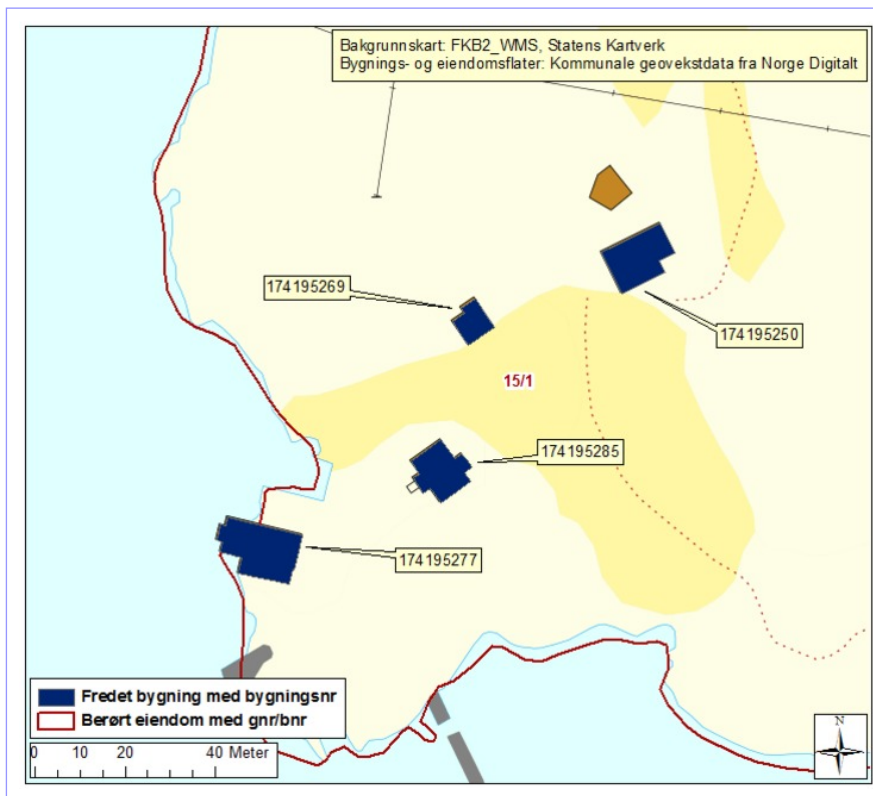 Bakgrunnskart: FKB2_WMS, Statens Kartverk
Bygnings- og eiendomsflater: Kommunale geovekstdata fra Norge Digitalt
174195269
174195250
15/1
174195285
174195277
Fredet bygning med bygningsnr
Berørt eiendom med gnr/bnr
0 10 20 40 Meter
N